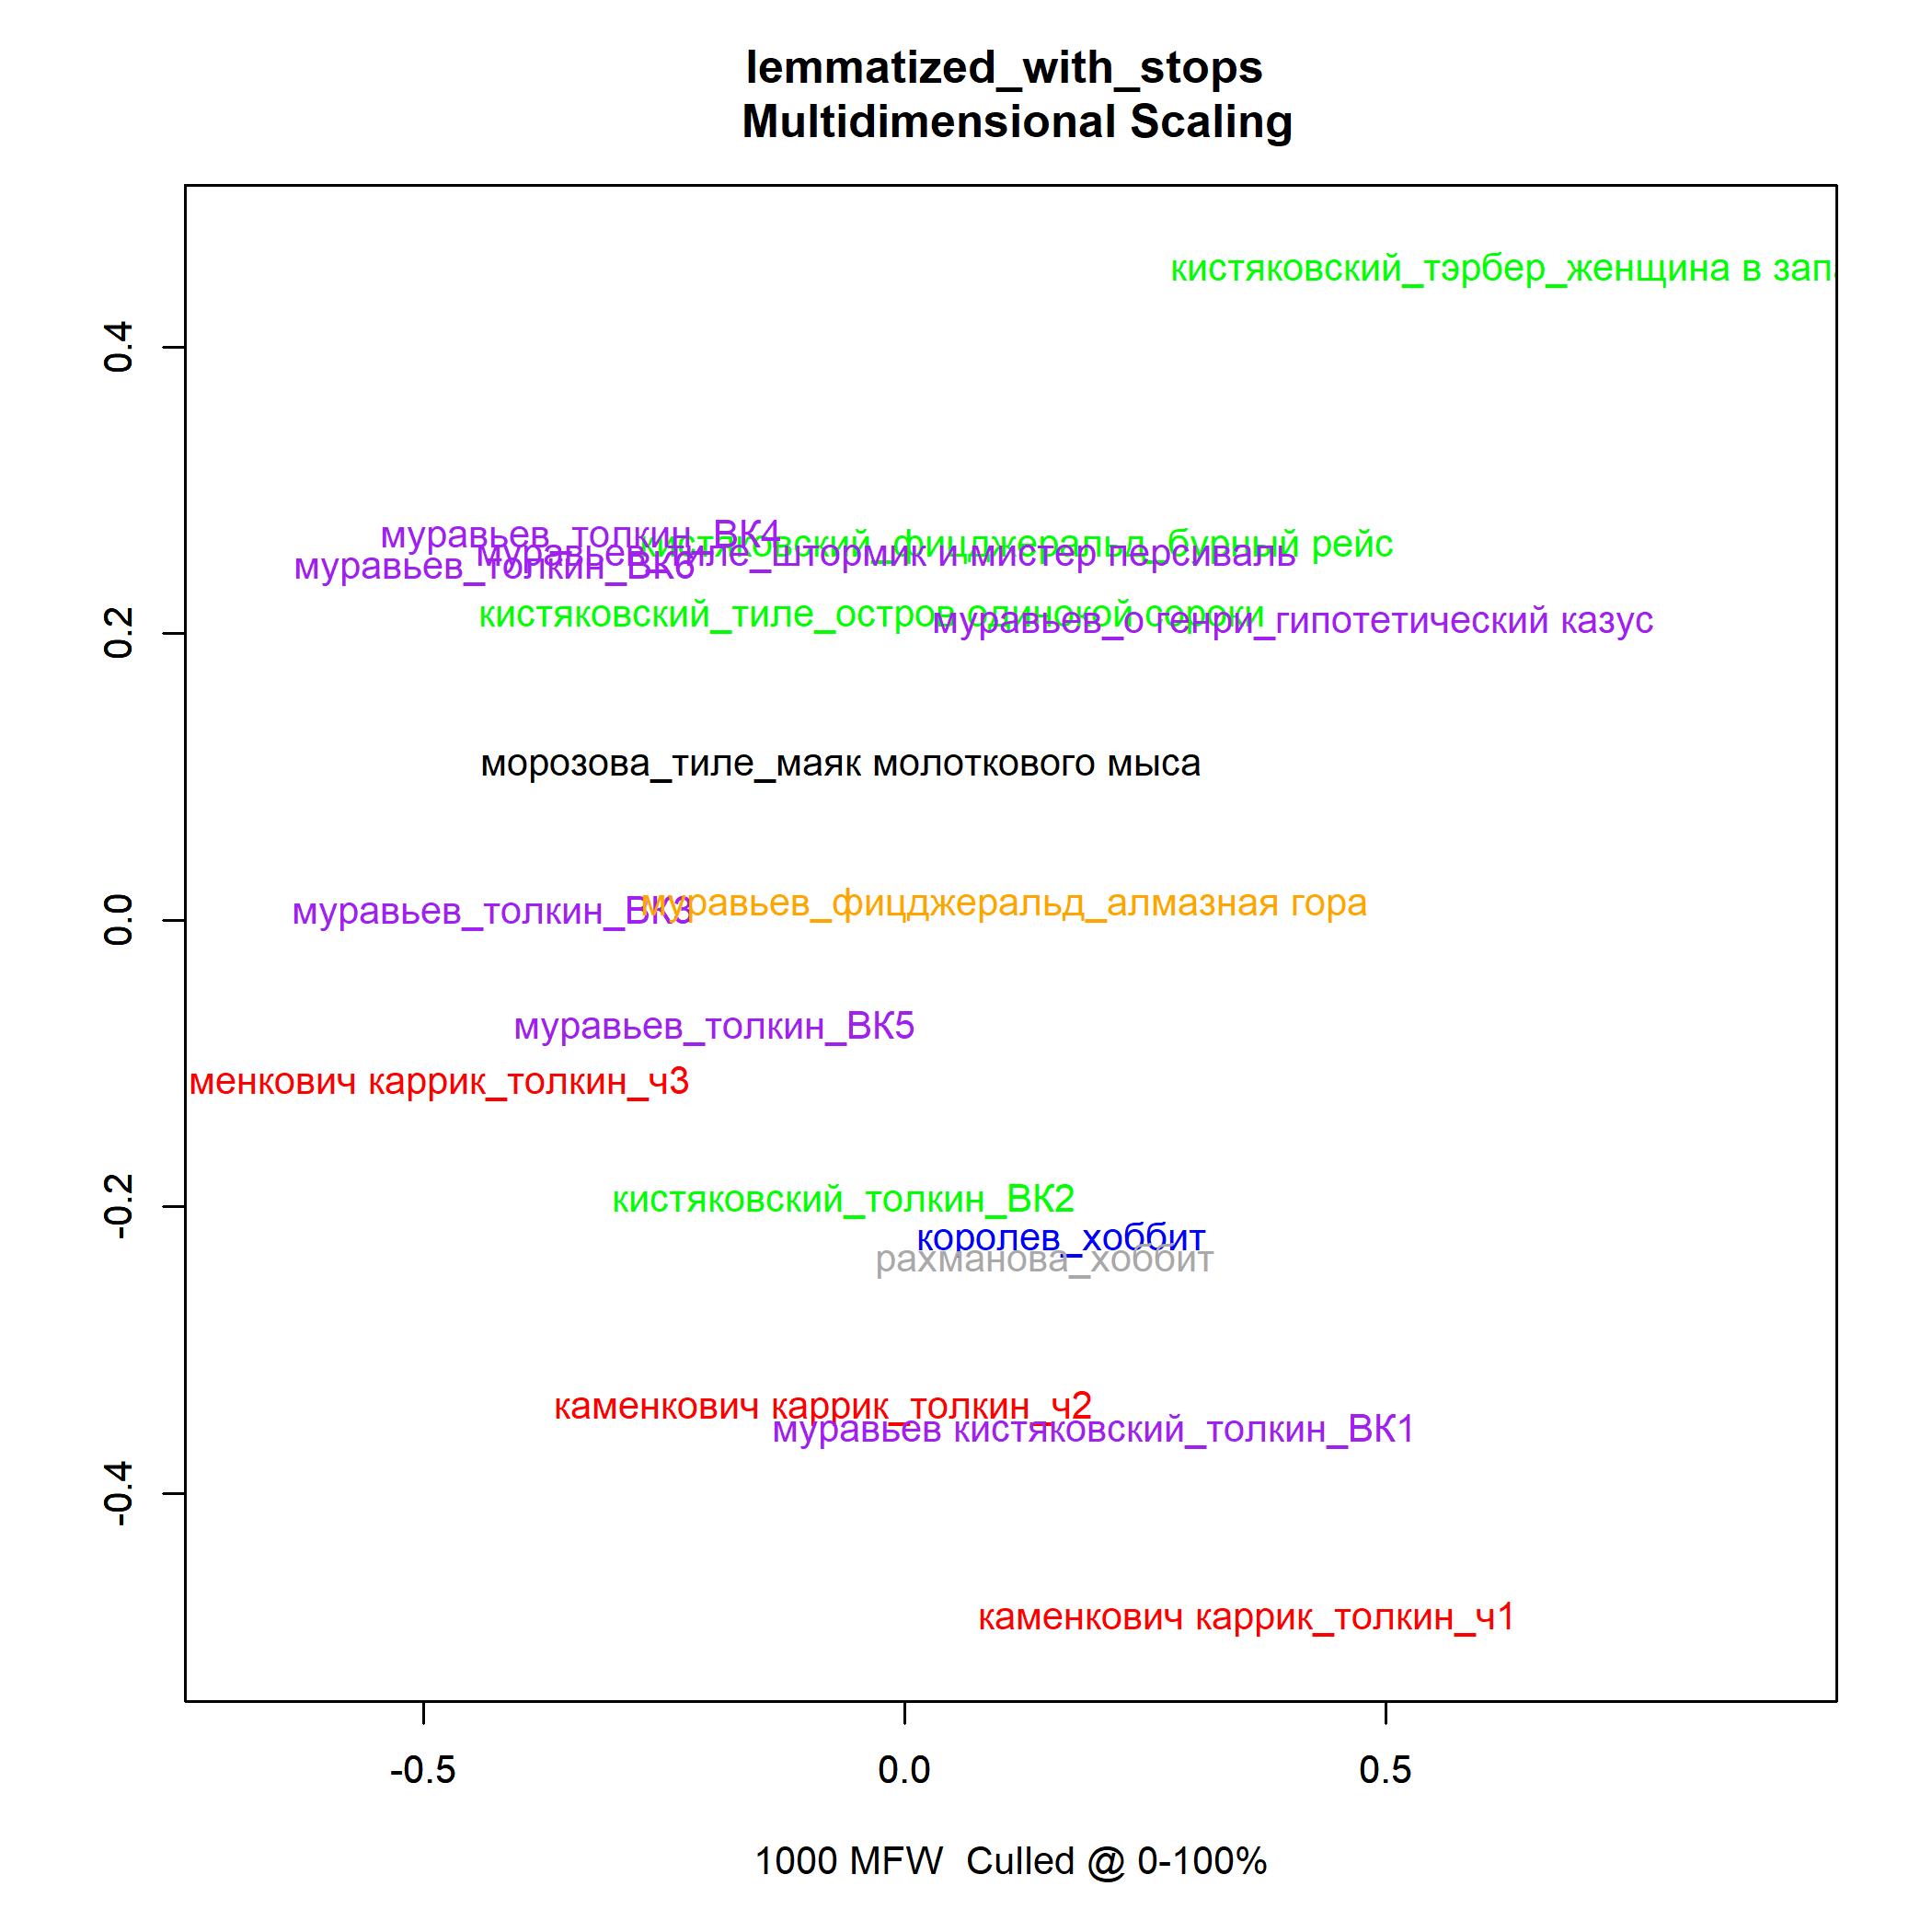 lemmatized_with_stops
Multidimensional Scaling
кистяковский_тэрбер_женщина в зап
0.4
муравьев_толкин_ВК4
кистяковский_фицджеральд_бурный рейс
муравьев_тиле_штормик и мистер персиваль
муравьев_толкин_ВК6
кистяковский_тиле_остров одинокой сороки
муравьев_о генри_гипотетический казус
0.2
морозова_тиле_маяк молоткового мыса
муравьев_фицджеральд_алмазная гора
муравьев_толкин_ВК3
0.0
муравьев_толкин_ВК5
менкович каррик_толкин_ч3
кистяковский_толкин_ВК2
-0.2
королев_хоббит
рахманова_хоббит
каменкович каррик_толкин_ч2
муравьев кистяковский_толкин_ВК1
-0.4
каменкович каррик_толкин_ч1
-0.5 0.0 0.5
1000 MFW Culled @ 0-100%